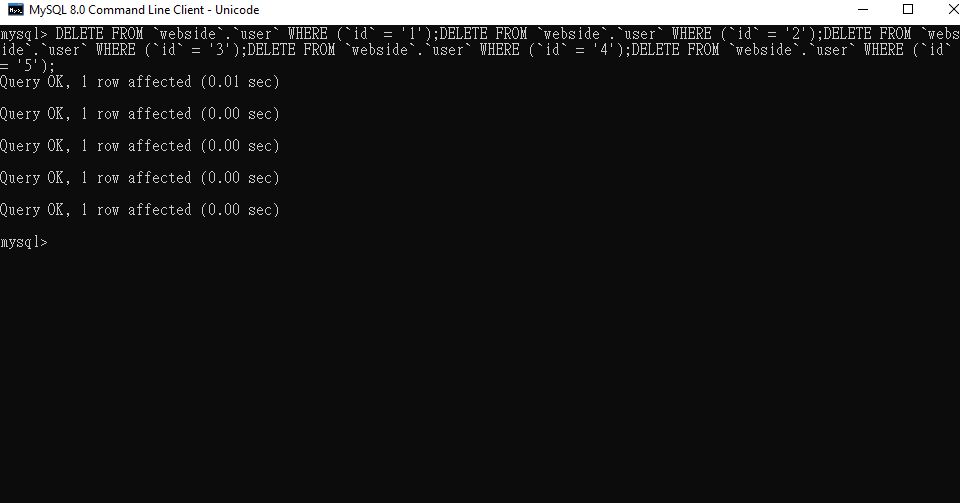 MySQL 8.0 Command Line Client - Unicode
mysql> DELETE FROM `webside`.`user` WHERE (`id` = '1');DELETE FROM `webside`.`user` WHERE (`id` = '2');DELETE FROM `webs
ide`.`user` WHERE (`id` = '3');DELETE FROM `webside`.`user` WHERE (`id` = '4');DELETE FROM `webside`.`user` WHERE (`id`
= '5');
Query OK, 1 row affected (0.01 sec)
Query OK, 1 row affected (0.00 sec)
Query OK, 1 row affected (0.00 sec)
Query OK, 1 row affected (0.00 sec)
Query OK, 1 row affected (0.00 sec)
mysql>